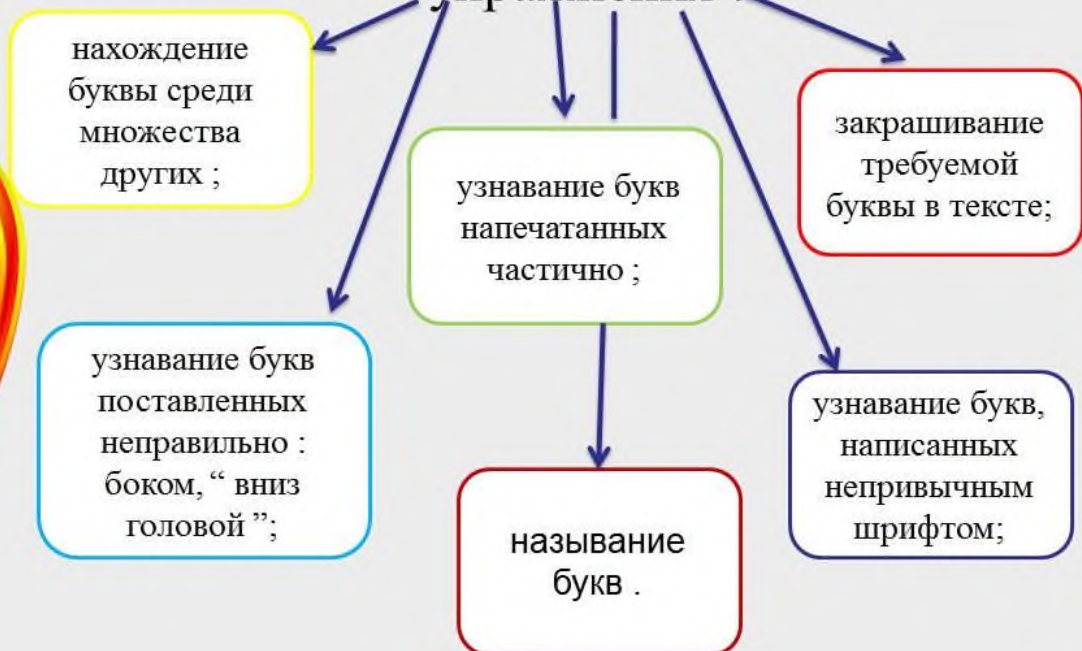 нахождение
буквы среди
множества
других ;
закрашивание
требуемой
буквы в тексте;
узнавание букв
напечатанных
частично ;
узнавание букв
поставленных
неправильно :
боком, “ вниз
головой ”;
узнавание букв,
написанных
непривычным
шрифтом;
называние
букв .